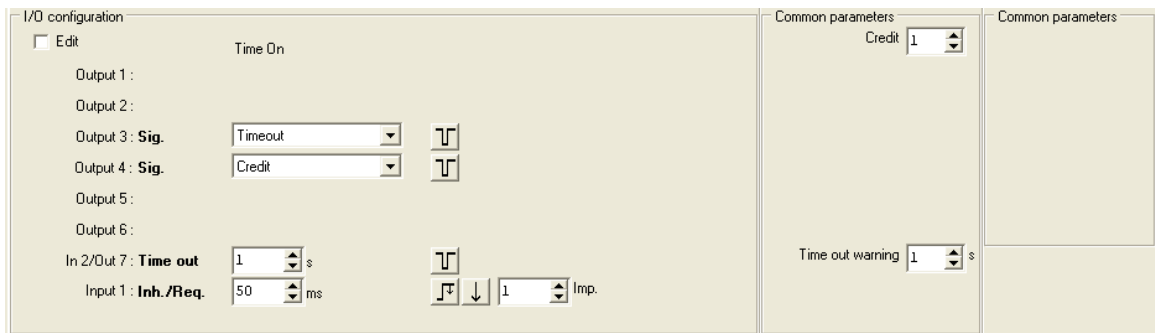 I/O configuration
Common parameters
Common parameters
Edit
Time On
Credit 1
Output 1 :
Output 2 :
Output 3 : Sig. Timeout
Output 4 : Sig. Credit
Output 5 :
Output 6 :
In 2/Out 7 : Time out 1 s
Time out warning 1 s
Input 1 : Inh./Req. 50 ms 1 Imp.